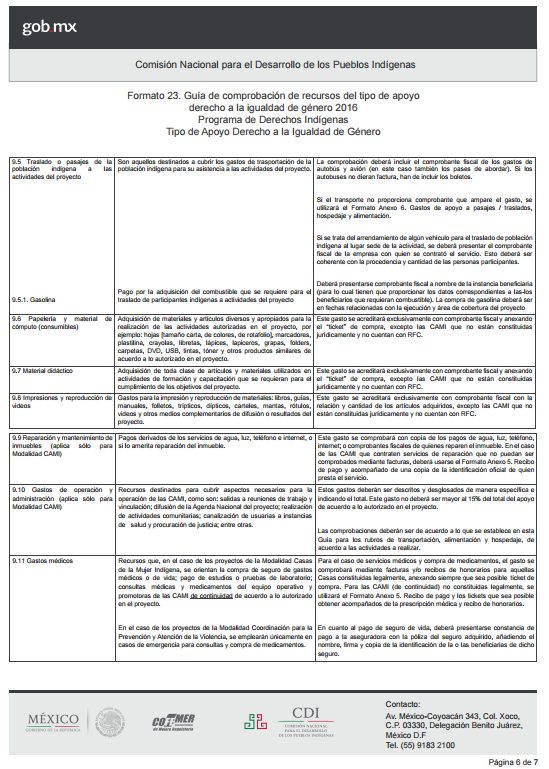 gob.mx
Comisión Nacional para el Desarrollo de los Pueblos Indígenas
Formato 23. Guía de comprobación de recursos del tipo de apoyo
derecho a la igualdad de género 2016
Programa de Derechos Indígenas
Tipo de Apoyo Derecho a la Igualdad de Género
9.5 Traslado o pasajes de la
población indígena a las
actividades del proyecto
Son aquellos destinados a cubrir los gastos de trasportación de la
población indígena para su asistencia a las actividades del proyecto.
La comprobación deberá incluir el comprobante fiscal de los gastos de
autobús y avión (en este caso también los pases de abordar). Si los
autobuses no dieran factura, han de incluir los boletos.
Si el transporte no proporciona comprobante que ampare el gasto, se
utilizará el Formato Anexo 6. Gastos de apoyo a pasajes / traslados,
hospedaje y alimentación.
Si se trata del arrendamiento de algún vehículo para el traslado de población
indígena al lugar sede de la actividad, se deberá presentar el comprobante
fiscal de la empresa con quien se contrató el servicio. Esto deberá ser
coherente con la procedencia y cantidad de las personas participantes.
9.5.1. Gasolina
Pago por la adquisición del combustible que se requiere para el
traslado de participantes indígenas a actividades del proyecto
Deberá presentarse comprobante fiscal a nombre de la instancia beneficiaria
(para lo cual tienen que proporcionar los datos correspondientes a las-los
beneficiarios que requieran combustible). La compra de gasolina deberá ser
en fechas relacionadas con la ejecución y área de cobertura del proyecto
9.6 Papelería y material de
cómputo (consumibles)
Adquisición de materiales y artículos diversos y apropiados para la
realización de las actividades autorizadas en el proyecto, por
ejemplo: hojas [tamaño carta, de colores, de rotafolio], marcadores,
plastilina, crayolas, libretas, lápices, lapiceros, grapas, folders,
carpetas, DVD, USB, tintas, tóner y otros productos similares de
acuerdo a lo autorizado en el proyecto.
Este gasto se acreditará exclusivamente con comprobante fiscal y anexando
el "ticket" de compra, excepto las CAMI que no están constituidas
jurídicamente y no cuentan con RFC.
9.7 Material didáctico
Adquisición de toda clase de artículos y materiales utilizados en
actividades de formación y capacitación que se requieran para el
cumplimiento de los objetivos del proyecto.
Este gasto se acreditará exclusivamente con comprobante fiscal y anexando
el "ticket" de compra, excepto las CAMI que no están constituidas
jurídicamente y no cuentan con RFC.
9.8 Impresiones y reproducción de
videos
Gastos para la impresión y reproducción de materiales: libros, guías,
manuales, folletos, trípticos, dípticos, carteles, mantas, rótulos,
videos y otros medios complementarios de difusión o resultados del
proyecto.
Este gasto se acreditará exclusivamente con comprobante fiscal con la
relación y cantidad de los artículos adquiridos, excepto las CAMI que no
están constituidas jurídicamente y no cuentan con RFC.
9.9 Reparación y mantenimiento de
inmuebles (aplica sólo para
Modalidad CAMI)
Pagos derivados de los servicios de agua, luz, teléfono e internet, o
si lo amerita reparación del inmueble.
Este gasto se comprobará con copia de los pagos de agua, luz, teléfono,
internet; o comprobantes fiscales de quienes reparen el inmueble. En el caso
de las CAMI que contraten servicios de reparación que no puedan ser
comprobados mediante facturas, deberá usarse el Formato Anexo 5. Recibo
de pago y acompañado de una copia de la identificación oficial de quien
presta el servicio.
9.10 Gastos de operación y
administración (aplica sólo para
Modalidad CAMI)
Recursos destinados para cubrir aspectos necesarios para la
operación de las CAMI, como son: salidas a reuniones de trabajo y
vinculación; difusión de la Agenda Nacional del proyecto; realización
de actividades comunitarias; canalización de usuarias a instancias
de salud y procuración de justicia; entre otras.
Estos gastos deberán ser descritos y desglosados de manera específica e
indicando el total. Este gasto no deberá ser mayor al 15% del total del apoyo
de acuerdo a lo autorizado en el proyecto.
Las comprobaciones deberán ser de acuerdo a lo que se establece en esta
Guía para los rubros de transportación, alimentación y hospedaje, de
acuerdo a las actividades a realizar.
9.11 Gastos médicos
Recursos que, en el caso de los proyectos de la Modalidad Casas
de la Mujer Indígena, se orientan la compra de seguro de gastos
médicos o de vida; pago de estudios o pruebas de laboratorio;
consultas médicas y medicamentos del equipo operativo y
promotoras de las CAMI de continuidad de acuerdo a lo autorizado
en el proyecto.
En el caso de los proyectos de la Modalidad Coordinación para la
Prevención y Atención de la Violencia, se emplearán únicamente en
casos de emergencia para consultas y compra de medicamentos.
Para el caso de servicios médicos y compra de medicamentos, el gasto se
comprobará mediante facturas y/o recibos de honorarios para aquellas
Casas constituidas legalmente, anexando siempre que sea posible ticket de
compra. Para las CAMI (de continuidad) no constituidas legalmente, se
utilizará el Formato Anexo 5. Recibo de pago y los tickets que sea posible
obtener acompañados de la prescripción médica y recibo de honorarios.
En cuanto al pago de seguro de vida, deberá presentarse constancia de
pago a la aseguradora con la póliza del seguro adquirido, añadiendo el
nombre, firma y copia de la identificación de la o las beneficiarias de dicho
seguro.
MÉXICO
GOBIERNO DE LA REPÚBLICA
COFEMER
CDI
COMISIÓN NACIONAL
PARA EL DESARROLLO
DE LOS PUEBLOS INDÍGENAS
Contacto:
Av. México-Coyoacán 343, Col. Xoco,
C.P. 03330, Delegación Benito Juárez,
México D.F
Tel. (55) 9183 2100
Página 6 de 7